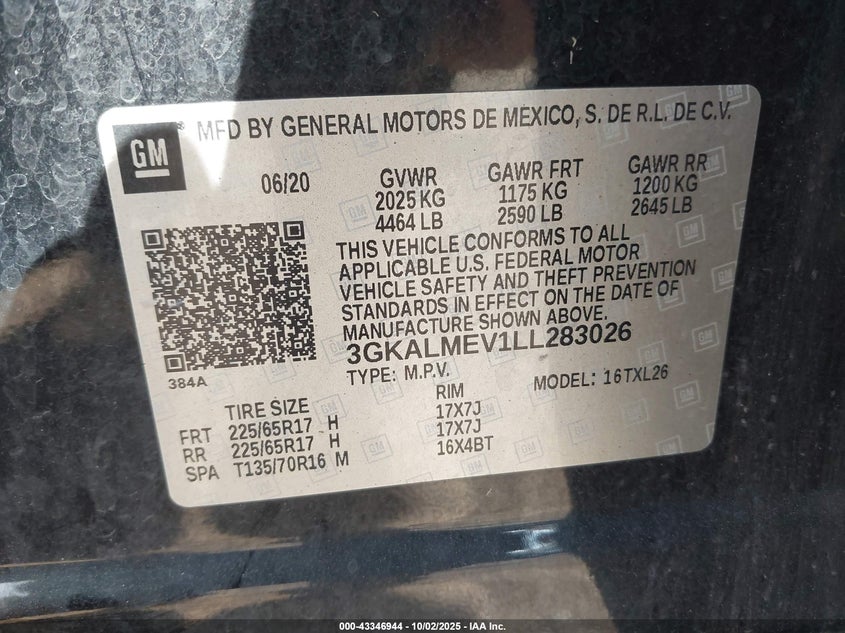 GM
MFD BY GENERAL MOTORS DE MEXICO, S. DE R.L. DE C.V.
06/20 GVWR GAWR FRT GAWR RR
2025 KG 1175 KG 1200 KG
4464 LB 2590 LB 2645 LB
THIS VEHICLE CONFORMS TO ALL
APPLICABLE U.S. FEDERAL MOTOR
VEHICLE SAFETY AND THEFT PREVENTION
STANDARDS IN EFFECT ON THE DATE OF
MANUFACTURE SHOWN ABOVE.
3GKALMEV1LL283026
384A
TYPE: M.P.V. MODEL: 16TXL26
TIRE SIZE RIM
FRT 225/65R17 H 17X7J
RR 225/65R17 H 17X7J
SPA T135/70R16 M 16X4BT
000-43346944 - 10/02/2025 - IAA Inc.